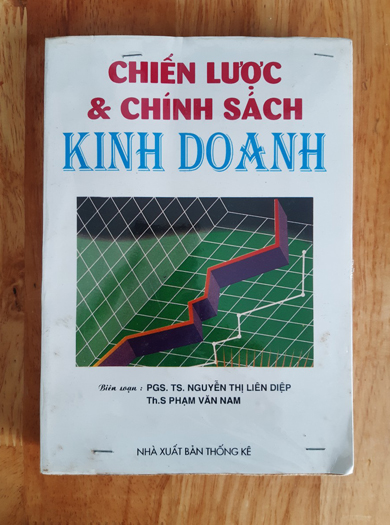 CHIẾN LƯỢC
& CHÍNH SÁCH
KINH DOANH
Biên soạn : PGS. TS. NGUYỄN THỊ LIÊN DIỆP
Th.S PHẠM VĂN NAM
NHÀ XUẤT BẢN THỐNG KÊ